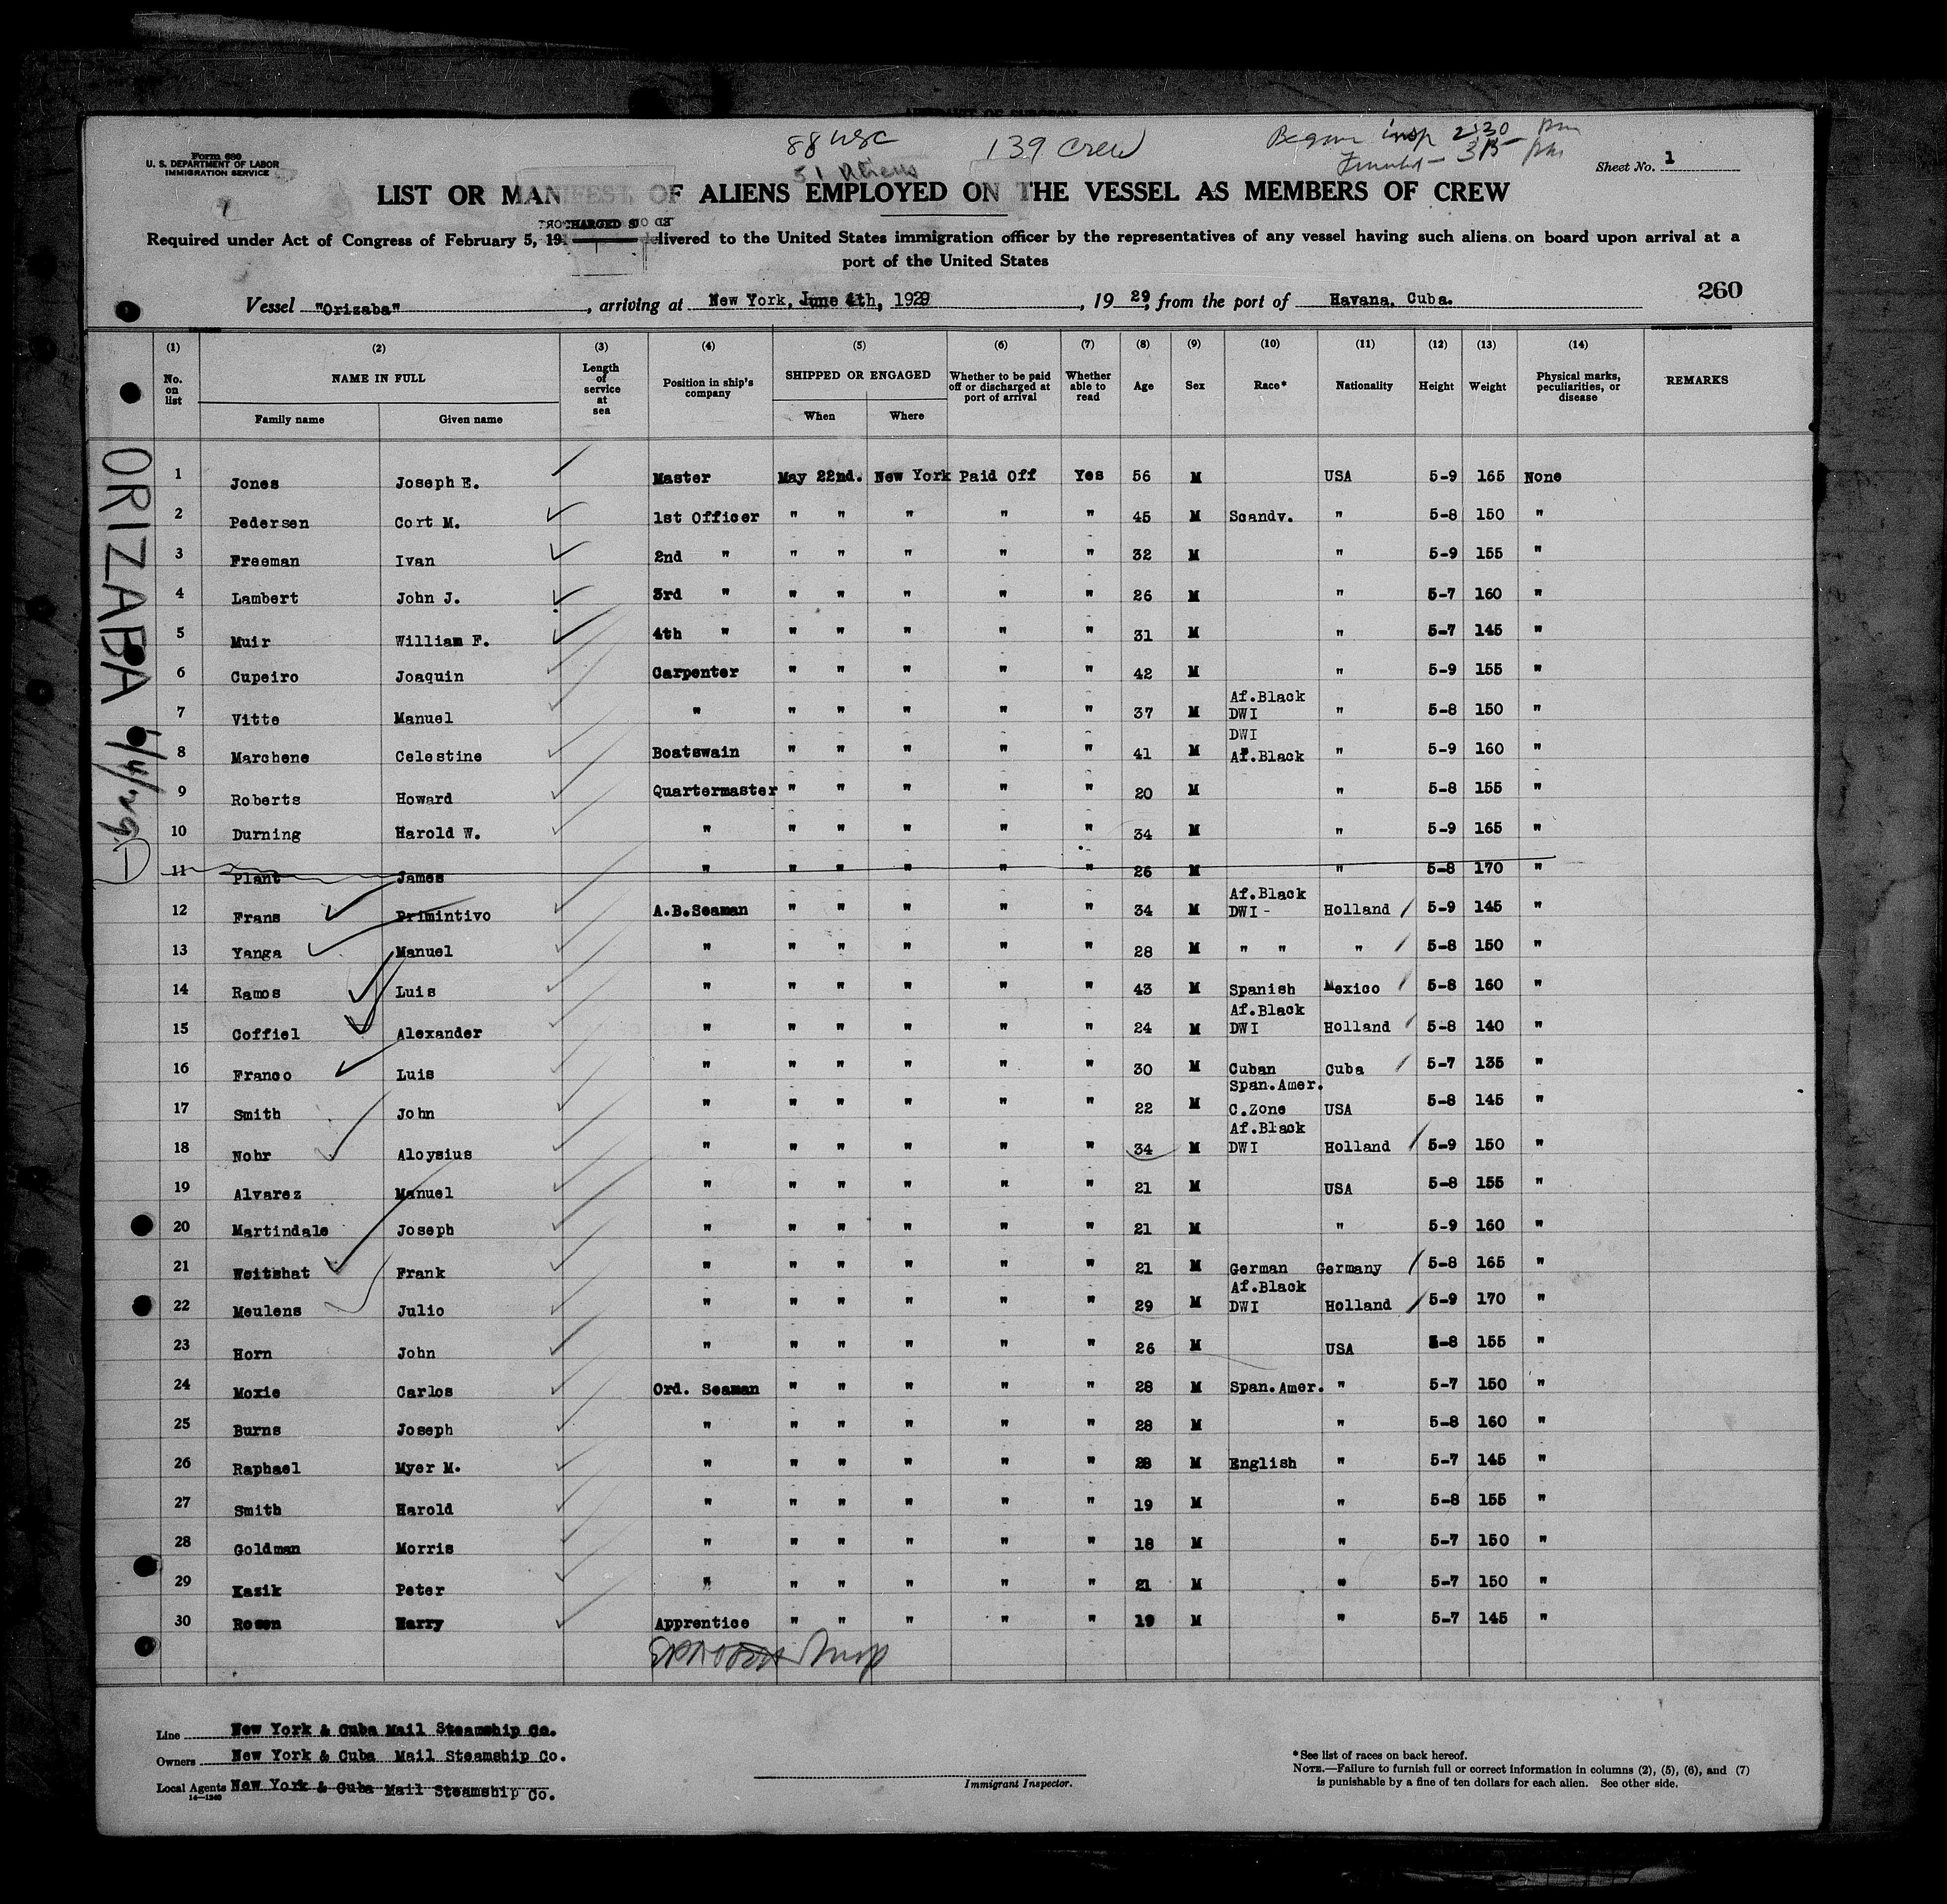 88 USC 139 Crew Began insp 2:30 pm
51 Aliens Finished - 315 pm
Form 680
U. S. DEPARTMENT OF LABOR
IMMIGRATION SERVICE
Sheet No. 1
LIST OR MANIFEST OF ALIENS EMPLOYED ON THE VESSEL AS MEMBERS OF CREW
Required under Act of Congress of February 5, 19 delivered to the United States immigration officer by the representatives of any vessel having such aliens on board upon arrival at a
port of the United States
260
Vessel "Orizaba", arriving at New York, June 4th, 1929, 19 29, from the port of Havana, Cuba.
(1) (2) (3) (4) (5) (6) (7) (8) (9) (10) (11) (12) (13) (14)
No. on list NAME IN FULL Length of service at sea Position in ship's company SHIPPED OR ENGAGED Whether to be paid off or discharged at port of arrival Whether able to read Age Sex Race* Nationality Height Weight Physical marks, peculiarities, or disease REMARKS
Family name Given name When Where
ORIZABA 6/4/29
1 Jones Joseph E. Master May 22nd. New York Paid Off Yes 56 M USA 5-9 165 None
2 Pedersen Cort M. 1st Officer " " " " " 45 M Scandv. " 5-8 150 "
3 Freeman Ivan 2nd " " " " " " 32 M " 5-9 155 "
4 Lambert John J. 3rd " " " " " " 26 M " 5-7 160 "
5 Muir William F. 4th " " " " " " 31 M " 5-7 145 "
6 Cupeiro Joaquin Carpenter " " " " " 42 M " 5-9 155 "
7 Vitte Manuel " " " " " " 37 M Af.Black DWI " 5-8 150 "
8 Marchene Celestine Boatswain " " " " " 41 M DWI Af.Black " 5-9 160 "
9 Roberts Howard Quartermaster " " " " " 20 M " 5-8 155 "
10 Durning Harold W. " " " " " " 34 M " 5-9 165 "
11 Plant James " " " " " " 26 M " 5-8 170 "
12 Frans Primintivo A.B.Seaman " " " " " 34 M Af.Black DWI - Holland 5-9 145 "
13 Yanga Manuel " " " " " " 28 M " " " 5-8 150 "
14 Ramos Luis " " " " " " 43 M Spanish Mexico 5-8 160 "
15 Coffiel Alexander " " " " " " 24 M Af.Black DWI Holland 5-8 140 "
16 Franco Luis " " " " " " 30 M Cuban Cuba 5-7 135 "
17 Smith John " " " " " " 22 M Span.Amer. C.Zone USA 5-8 145 "
18 Nohr Aloysius " " " " " " 34 M Af.Black DWI Holland 5-9 150 "
19 Alvarez Manuel " " " " " " 21 M USA 5-8 155 "
20 Martindale Joseph " " " " " " 21 M " 5-9 160 "
21 Woitshat Frank " " " " " " 21 M German Germany 5-8 165 "
22 Meulens Julio " " " " " " 29 M Af.Black DWI Holland 5-9 170 "
23 Horn John " " " " " " 26 M USA 5-8 155 "
24 Moxie Carlos Ord. Seaman " " " " " 28 M Span.Amer. " 5-7 150 "
25 Burns Joseph " " " " " " 28 M " 5-8 160 "
26 Raphael Myer M. " " " " " " 28 M English " 5-7 145 "
27 Smith Harold " " " " " " 19 M " 5-8 155 "
28 Goldman Morris " " " " " " 18 M " 5-7 150 "
29 Kazik Peter " " " " " " 21 M " 5-7 150 "
30 Rosen Harry Apprentice " " " " " 19 M " 5-7 145 "
Line New York & Cuba Mail Steamship Co.
Owners New York & Cuba Mail Steamship Co.
Local Agents New York & Cuba Mail Steamship Co.
14—1240
Immigrant Inspector.
*See list of races on back hereof.
NOTE.—Failure to furnish full or correct information in columns (2), (5), (6), and (7)
is punishable by a fine of ten dollars for each alien. See other side.